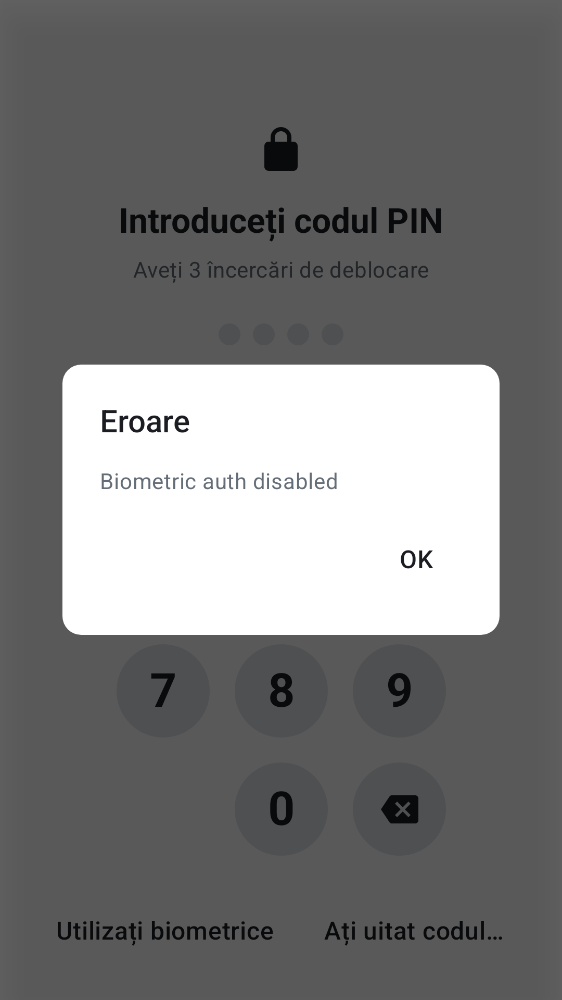 Introduceți codul PIN
Aveți 3 încercări de deblocare
Eroare
Biometric auth disabled
OK
7 8 9
0
Utilizați biometrice Ați uitat codul…